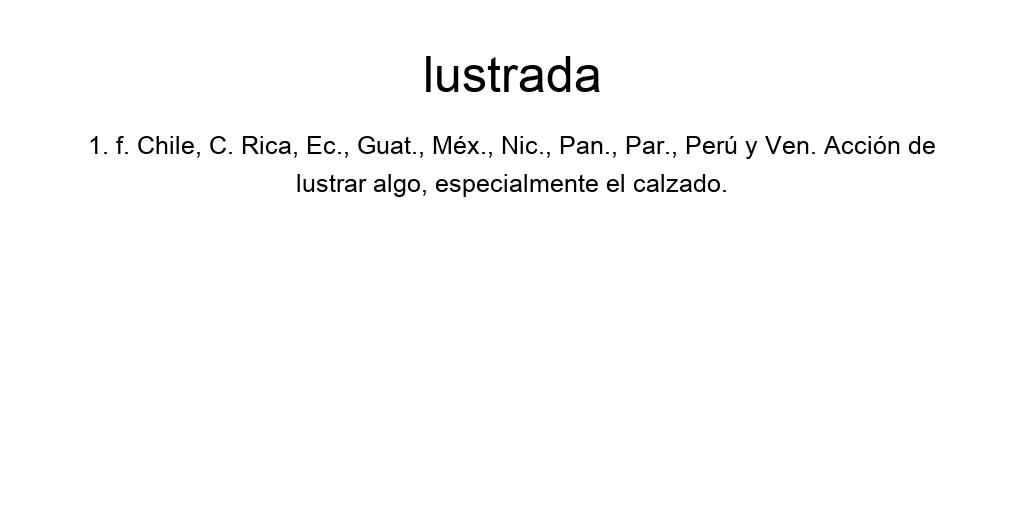 lustrada
1. f. Chile, C. Rica, Ec., Guat., Méx., Nic., Pan., Par., Perú y Ven. Acción de
lustrar algo, especialmente el calzado.